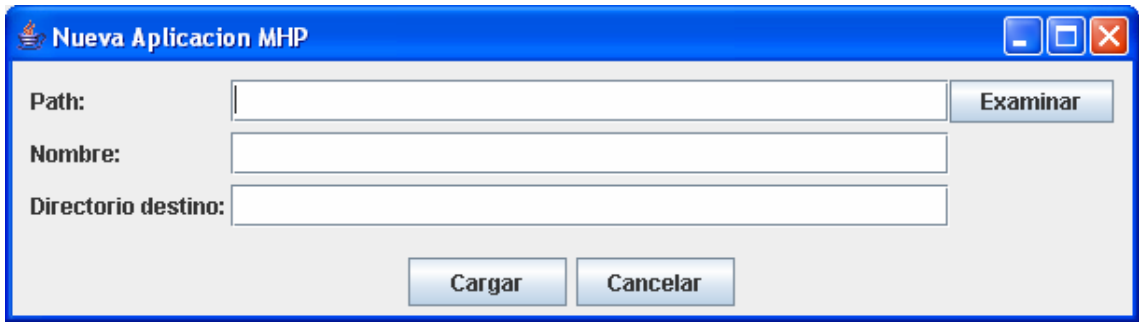 Nueva Aplicacion MHP
Path: Examinar
Nombre:
Directorio destino:
Cargar Cancelar